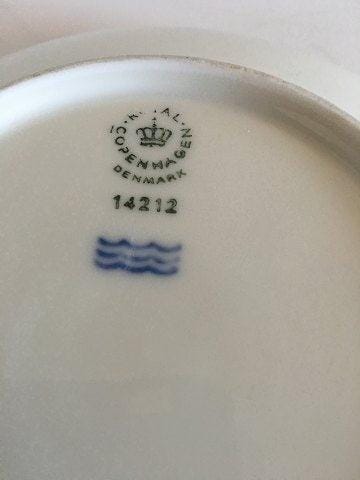 ROYAL
COPENHAGEN
DENMARK
14212